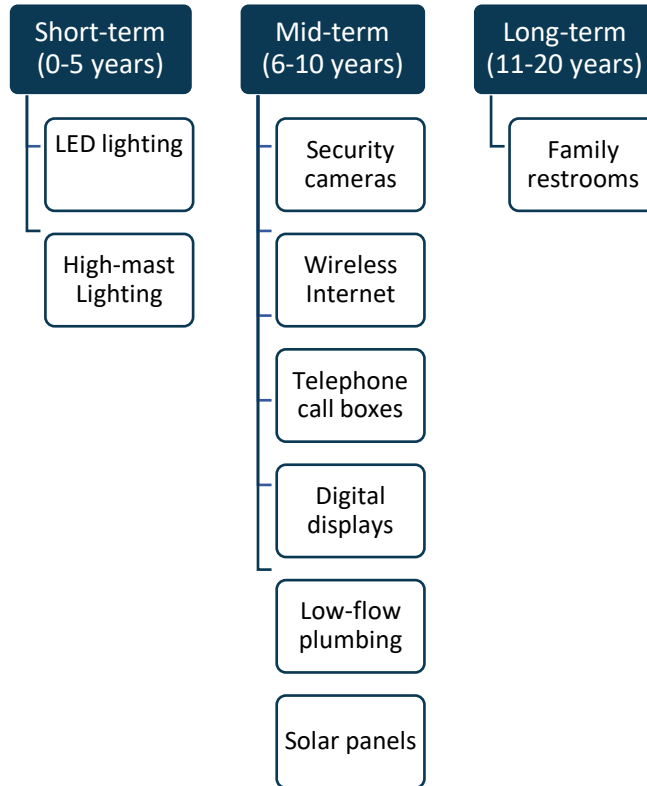 Short-term
(0-5 years)
LED lighting
High-mast
Lighting
Mid-term
(6-10 years)
Security
cameras
Wireless
Internet
Telephone
call boxes
Digital
displays
Low-flow
plumbing
Solar panels
Long-term
(11-20 years)
Family
restrooms